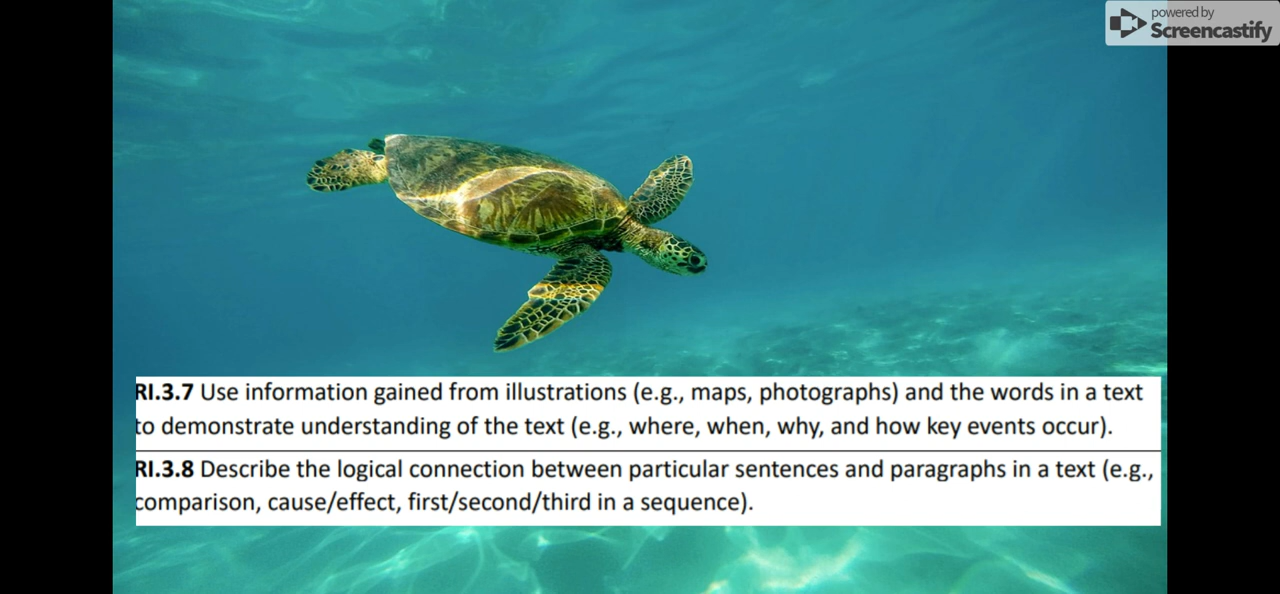 powered by
Screencastify
RI.3.7 Use information gained from illustrations (e.g., maps, photographs) and the words in a text
to demonstrate understanding of the text (e.g., where, when, why, and how key events occur).
RI.3.8 Describe the logical connection between particular sentences and paragraphs in a text (e.g.,
comparison, cause/effect, first/second/third in a sequence).